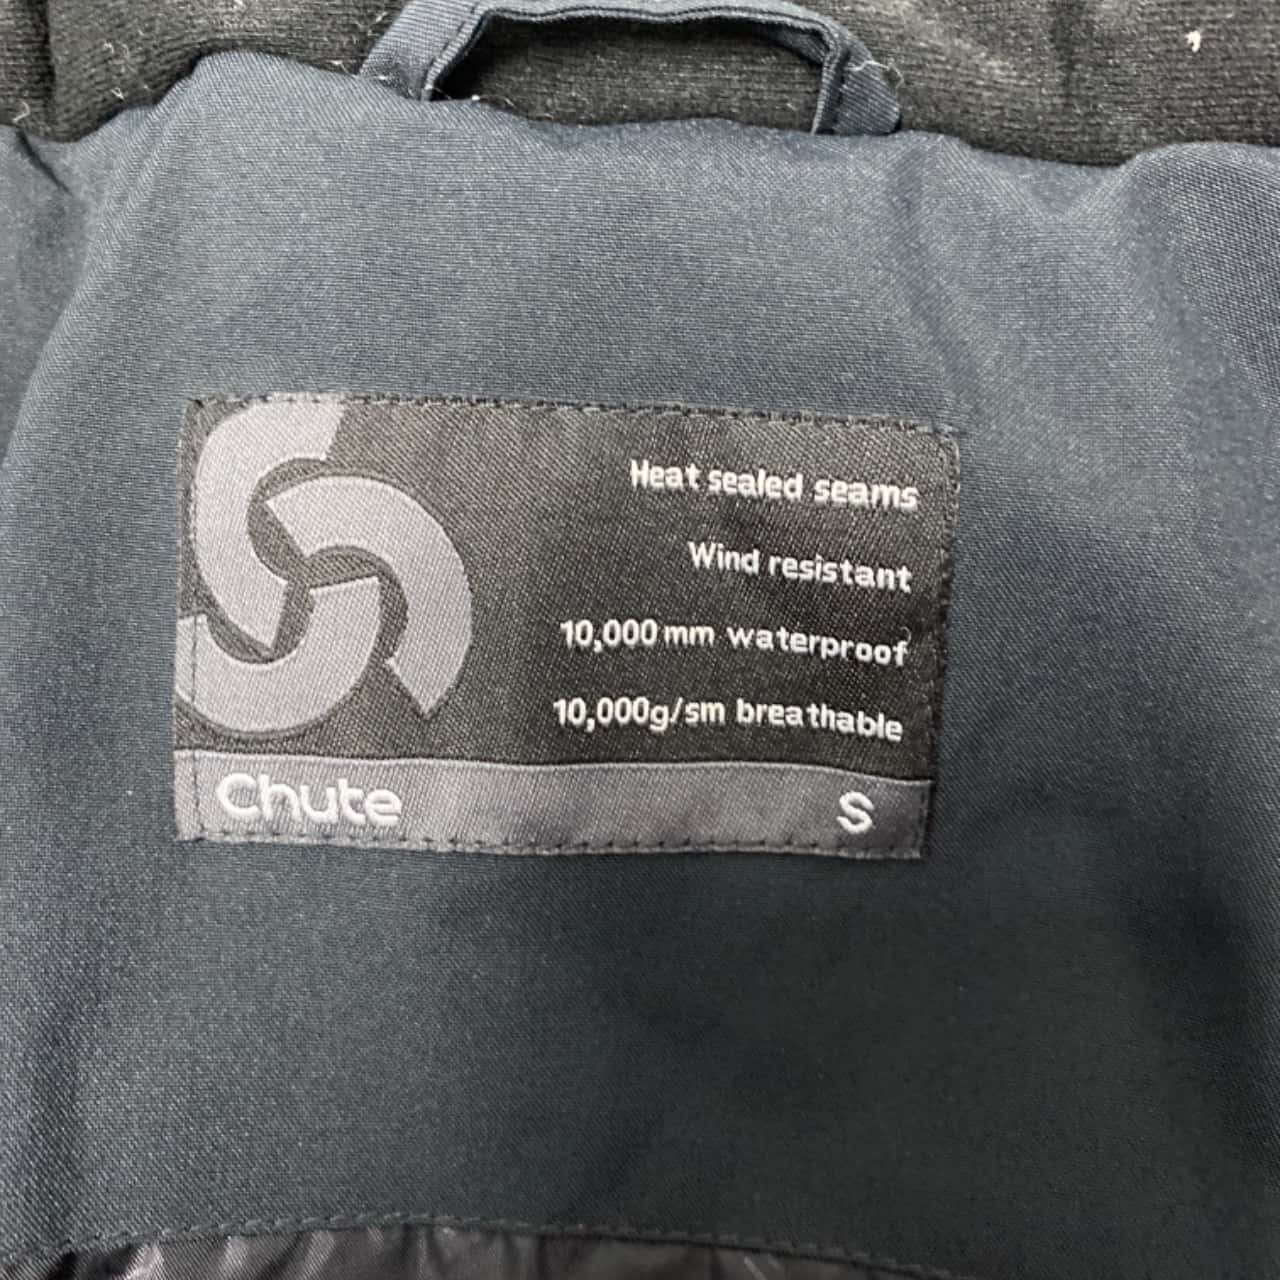 Heat sealed seams
Wind resistant
10,000mm waterproof
10,000g/sm breathable
Chute S